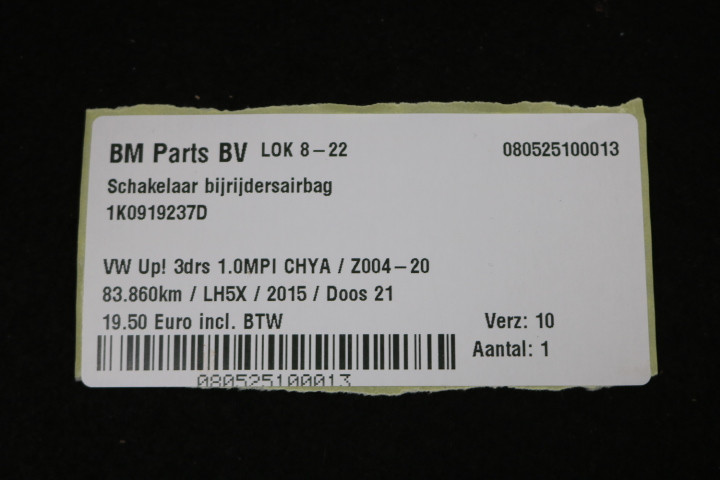 BM Parts BV LOK 8-22 080525100013
Schakelaar bijrijdersairbag
1K0919237D
VW Up! 3drs 1.0MPI CHYA / Z004-20
83.860km / LH5X / 2015 / Doos 21
19.50 Euro incl. BTW Verz: 10
Aantal: 1
080525100013